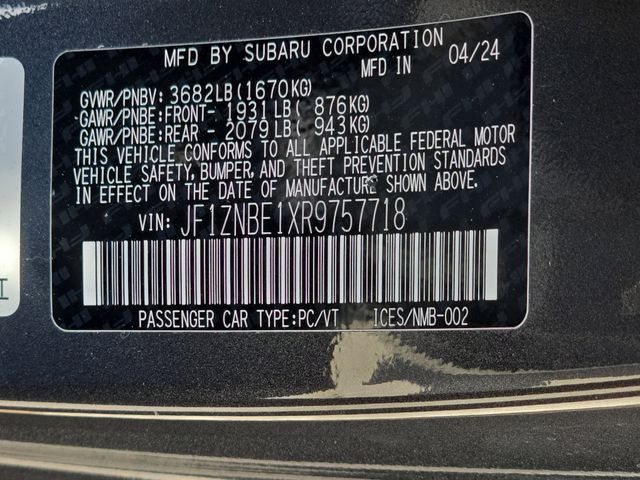 MFD BY SUBARU CORPORATION
MFD IN 04/24
GVWR/PNBV: 3682LB(1670KG)
GAWR/PNBE:FRONT- 1931LB( 876KG)
GAWR/PNBE:REAR - 2079LB( 943KG)
THIS VEHICLE CONFORMS TO ALL APPLICABLE FEDERAL MOTOR
VEHICLE SAFETY, BUMPER, AND THEFT PREVENTION STANDARDS
IN EFFECT ON THE DATE OF MANUFACTURE SHOWN ABOVE.
VIN: JF1ZNBE1XR9757718
PASSENGER CAR TYPE:PC/VT ICES/NMB-002